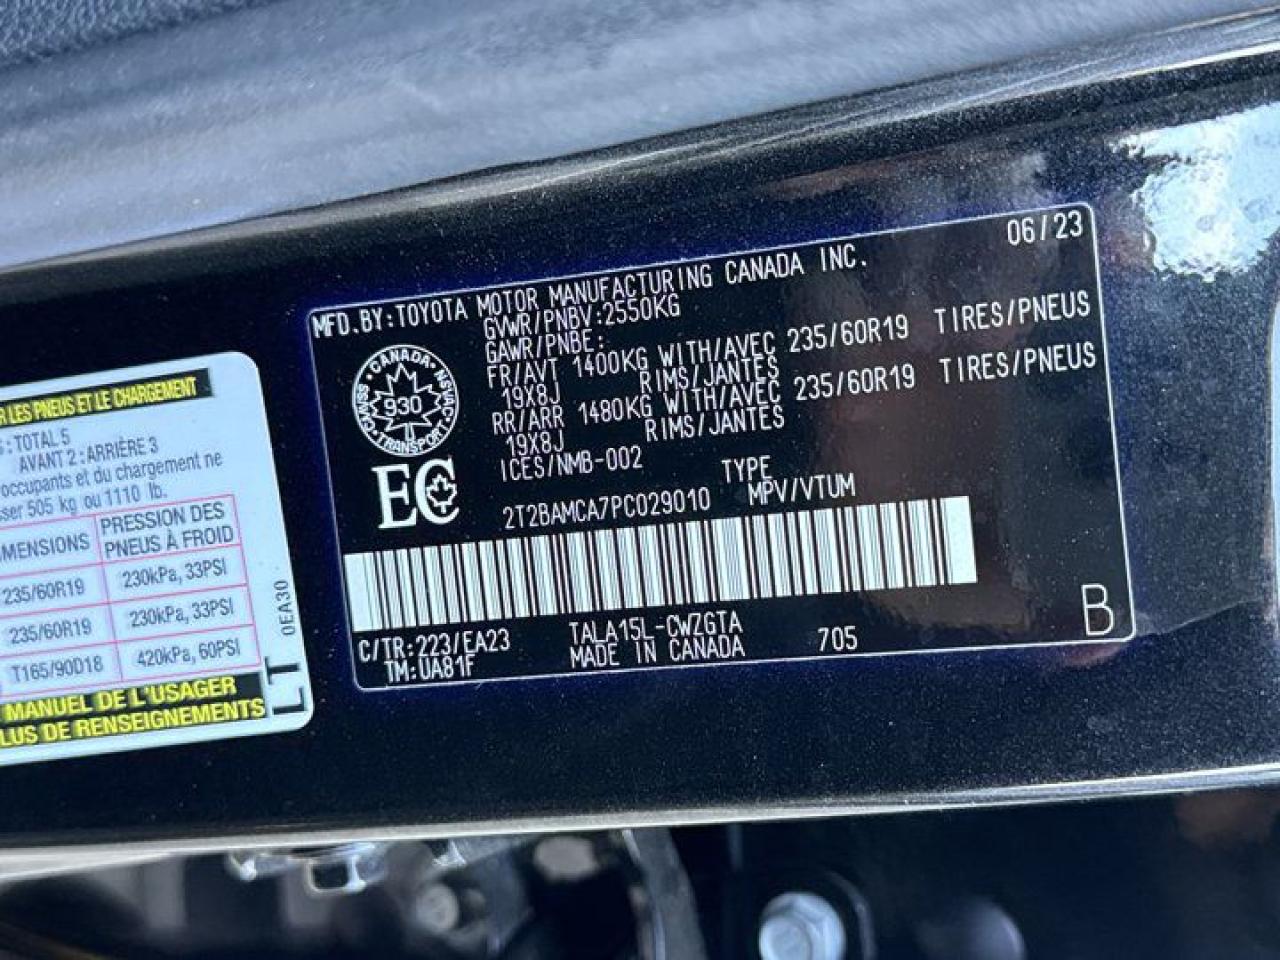 06/23
MFD.BY:TOYOTA MOTOR MANUFACTURING CANADA INC.
GVWR/PNBV:2550KG
GAWR/PNBE:
FR/AVT 1400KG WITH/AVEC 235/60R19 TIRES/PNEUS
19X8J RIMS/JANTES
RR/ARR 1480KG WITH/AVEC 235/60R19 TIRES/PNEUS
19X8J RIMS/JANTES
ICES/NMB-002
CANADA
930
TRANSPORT
CMVSS
NSVAC
EC
TYPE
2T2BAMCA7PC029010 MPV/VTUM
C/TR:223/EA23 TALA15L-CWZGTA 705
TM:UA81F MADE IN CANADA
B
LES PNEUS ET LE CHARGEMENT
TOTAL 5
AVANT 2 : ARRIÈRE 3
occupants et du chargement ne
505 kg ou 1110 lb.
PRESSION DES
PNEUS À FROID
235/60R19 230kPa, 33PSI
235/60R19 230kPa, 33PSI
T165/90D18 420kPa, 60PSI
MANUEL DE L'USAGER
DE RENSEIGNEMENTS
0EA30
LT